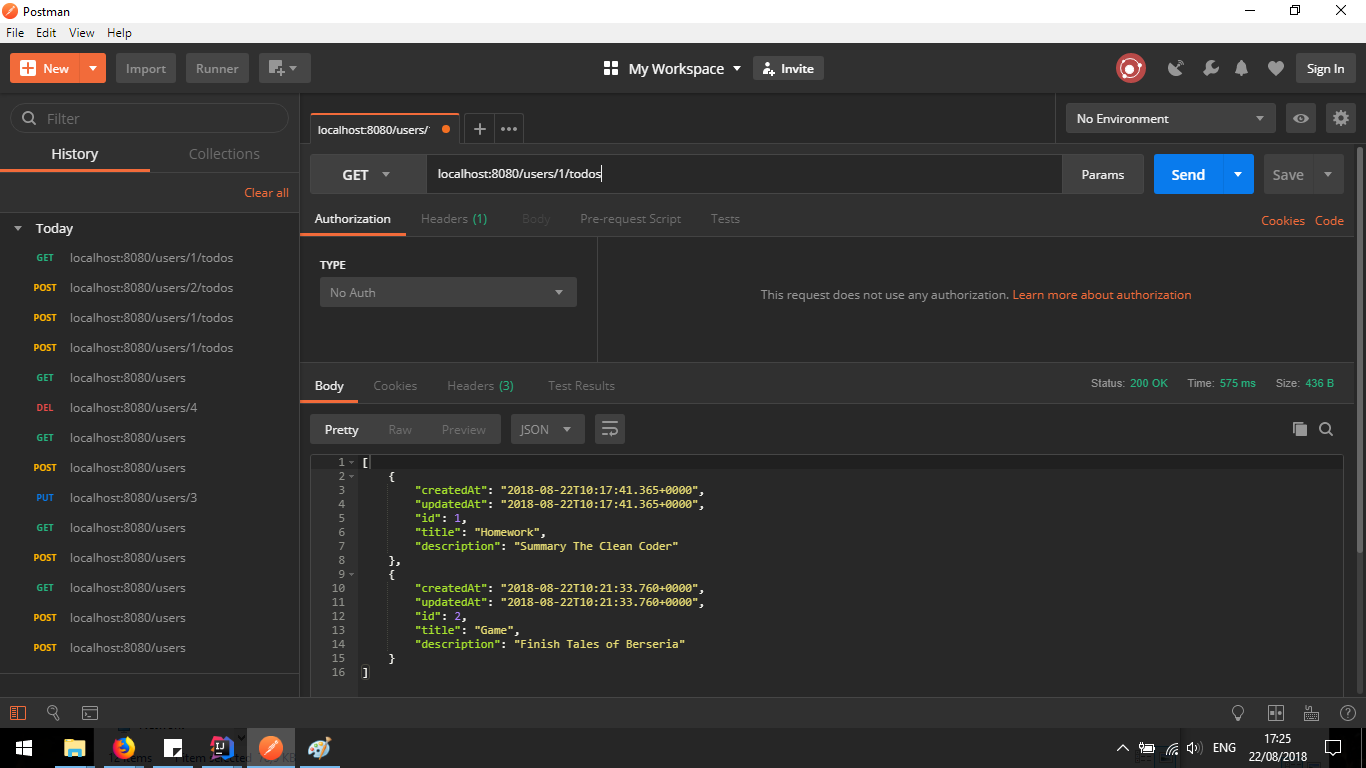 Postman
File Edit View Help
New Import Runner My Workspace Invite Sign In
Filter
History Collections
Clear all
Today
GET localhost:8080/users/1/todos
POST localhost:8080/users/2/todos
POST localhost:8080/users/1/todos
POST localhost:8080/users/1/todos
GET localhost:8080/users
DEL localhost:8080/users/4
GET localhost:8080/users
POST localhost:8080/users
PUT localhost:8080/users/3
GET localhost:8080/users
POST localhost:8080/users
GET localhost:8080/users
POST localhost:8080/users
POST localhost:8080/users
localhost:8080/users/ No Environment
GET localhost:8080/users/1/todos Params Send Save
Authorization Headers (1) Body Pre-request Script Tests Cookies Code
TYPE
No Auth
This request does not use any authorization. Learn more about authorization
Body Cookies Headers (3) Test Results Status: 200 OK Time: 575 ms Size: 436 B
Pretty Raw Preview JSON
1 [
2 {
3 "createdAt": "2018-08-22T10:17:41.365+0000",
4 "updatedAt": "2018-08-22T10:17:41.365+0000",
5 "id": 1,
6 "title": "Homework",
7 "description": "Summary The Clean Coder"
8 },
9 {
10 "createdAt": "2018-08-22T10:21:33.760+0000",
11 "updatedAt": "2018-08-22T10:21:33.760+0000",
12 "id": 2,
13 "title": "Game",
14 "description": "Finish Tales of Berseria"
15 }
16 ]
ENG
17:25
22/08/2018